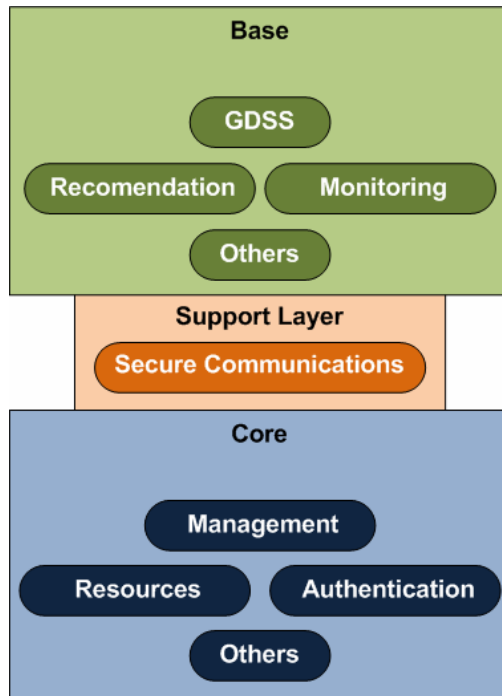 Base
GDSS
Recomendation
Monitoring
Others
Support Layer
Secure Communications
Core
Management
Resources
Authentication
Others